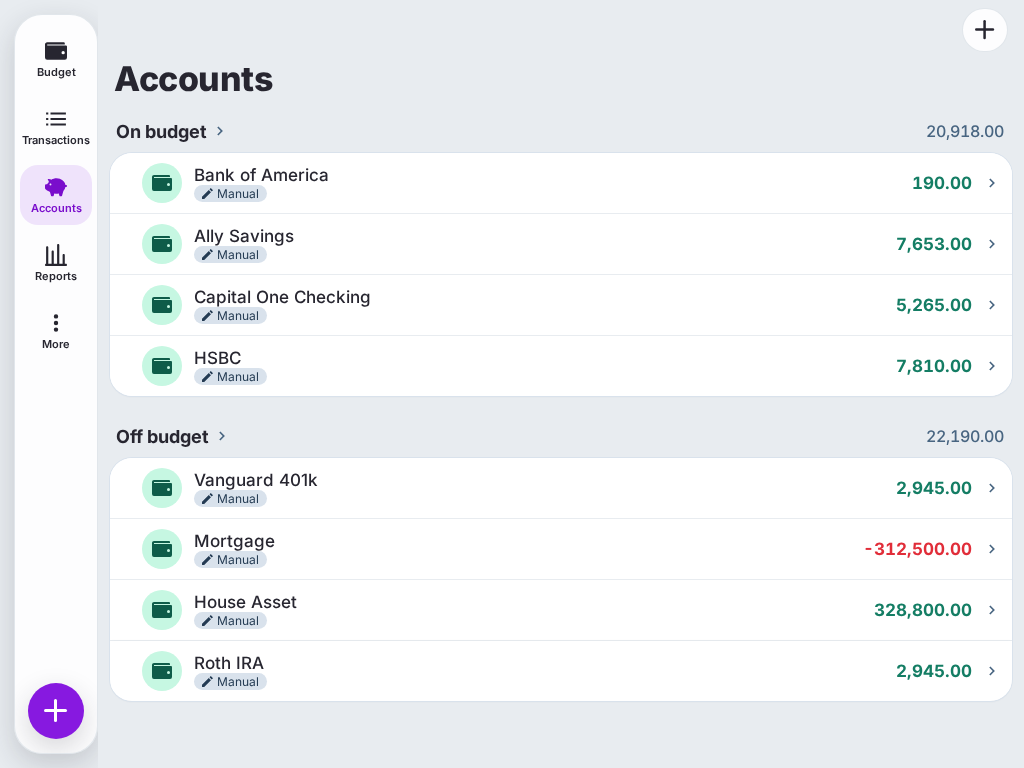 Budget
Transactions
Accounts
Reports
More
Accounts
On budget 20,918.00
Bank of America
Manual
190.00
Ally Savings
Manual
7,653.00
Capital One Checking
Manual
5,265.00
HSBC
Manual
7,810.00
Off budget 22,190.00
Vanguard 401k
Manual
2,945.00
Mortgage
Manual
-312,500.00
House Asset
Manual
328,800.00
Roth IRA
Manual
2,945.00